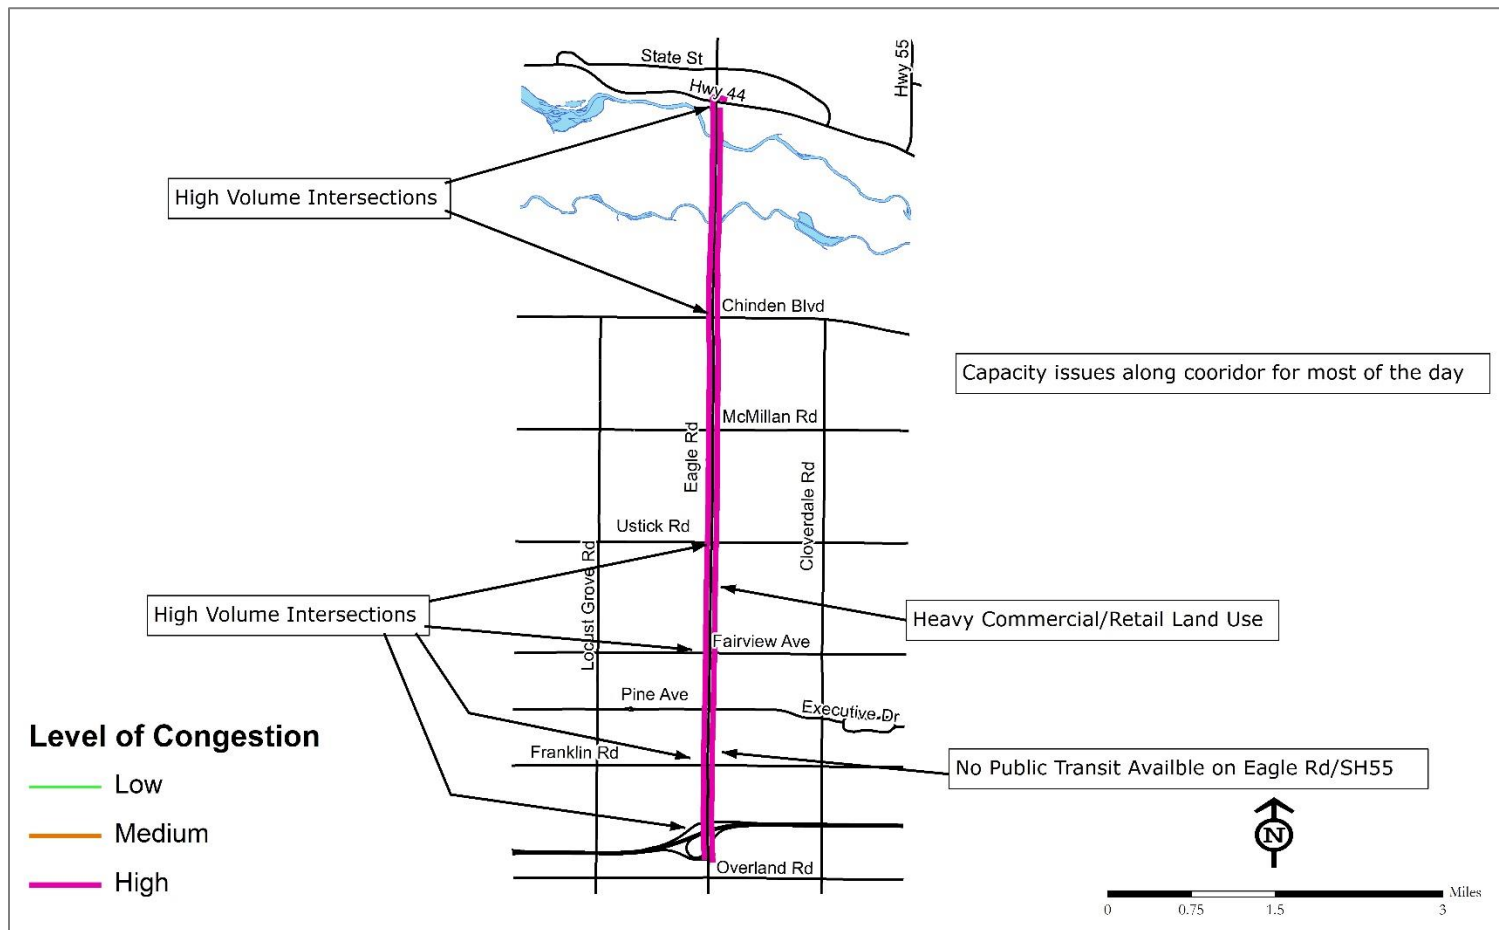 State St
Hwy 44
Hwy 55
High Volume Intersections
Chinden Blvd
Capacity issues along cooridor for most of the day
McMillan Rd
Eagle Rd
Cloverdale Rd
Ustick Rd
Locust Grove Rd
High Volume Intersections
Heavy Commercial/Retail Land Use
Fairview Ave
Pine Ave
Executive Dr
Level of Congestion
Franklin Rd
No Public Transit Availble on Eagle Rd/SH55
Low
Medium
High
N
Overland Rd
Miles
0 0.75 1.5 3